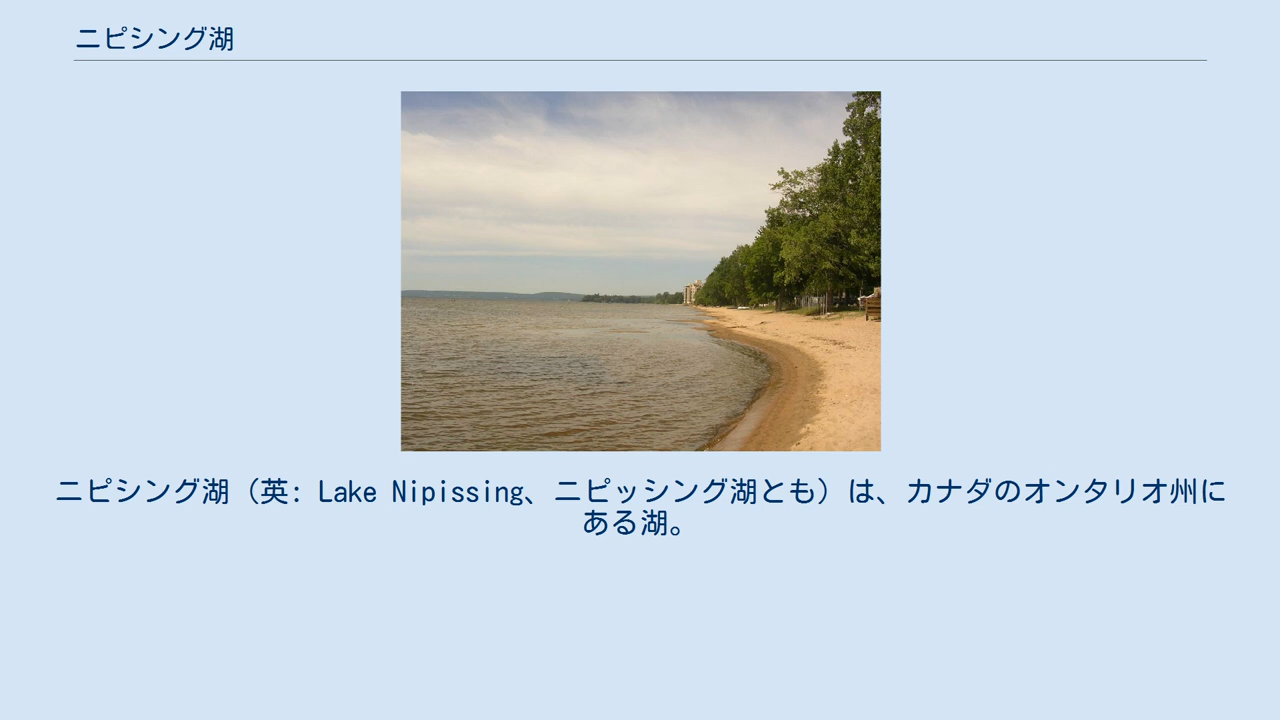 ニピシング湖
ニピシング湖（英: Lake Nipissing、ニピッシング湖とも）は、カナダのオンタリオ州に
ある湖。